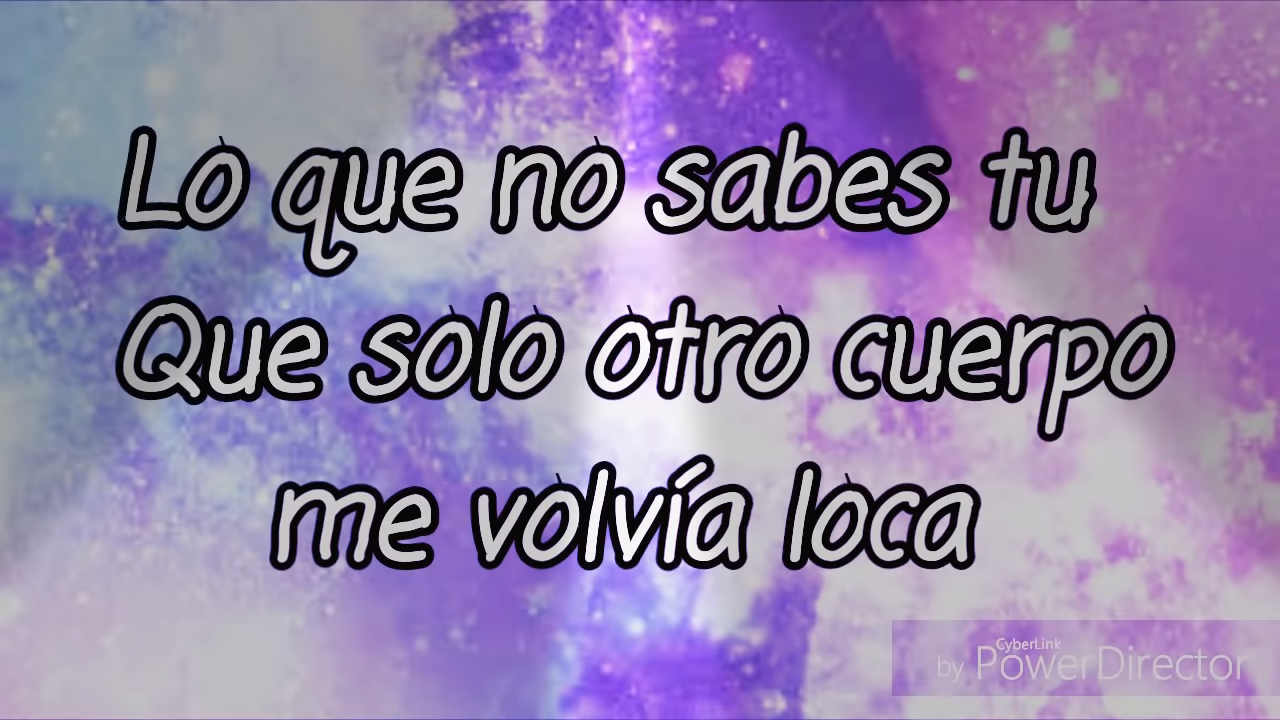 Lo que no sabes tu
Que solo otro cuerpo
me volvía loca
CyberLink
by PowerDirector